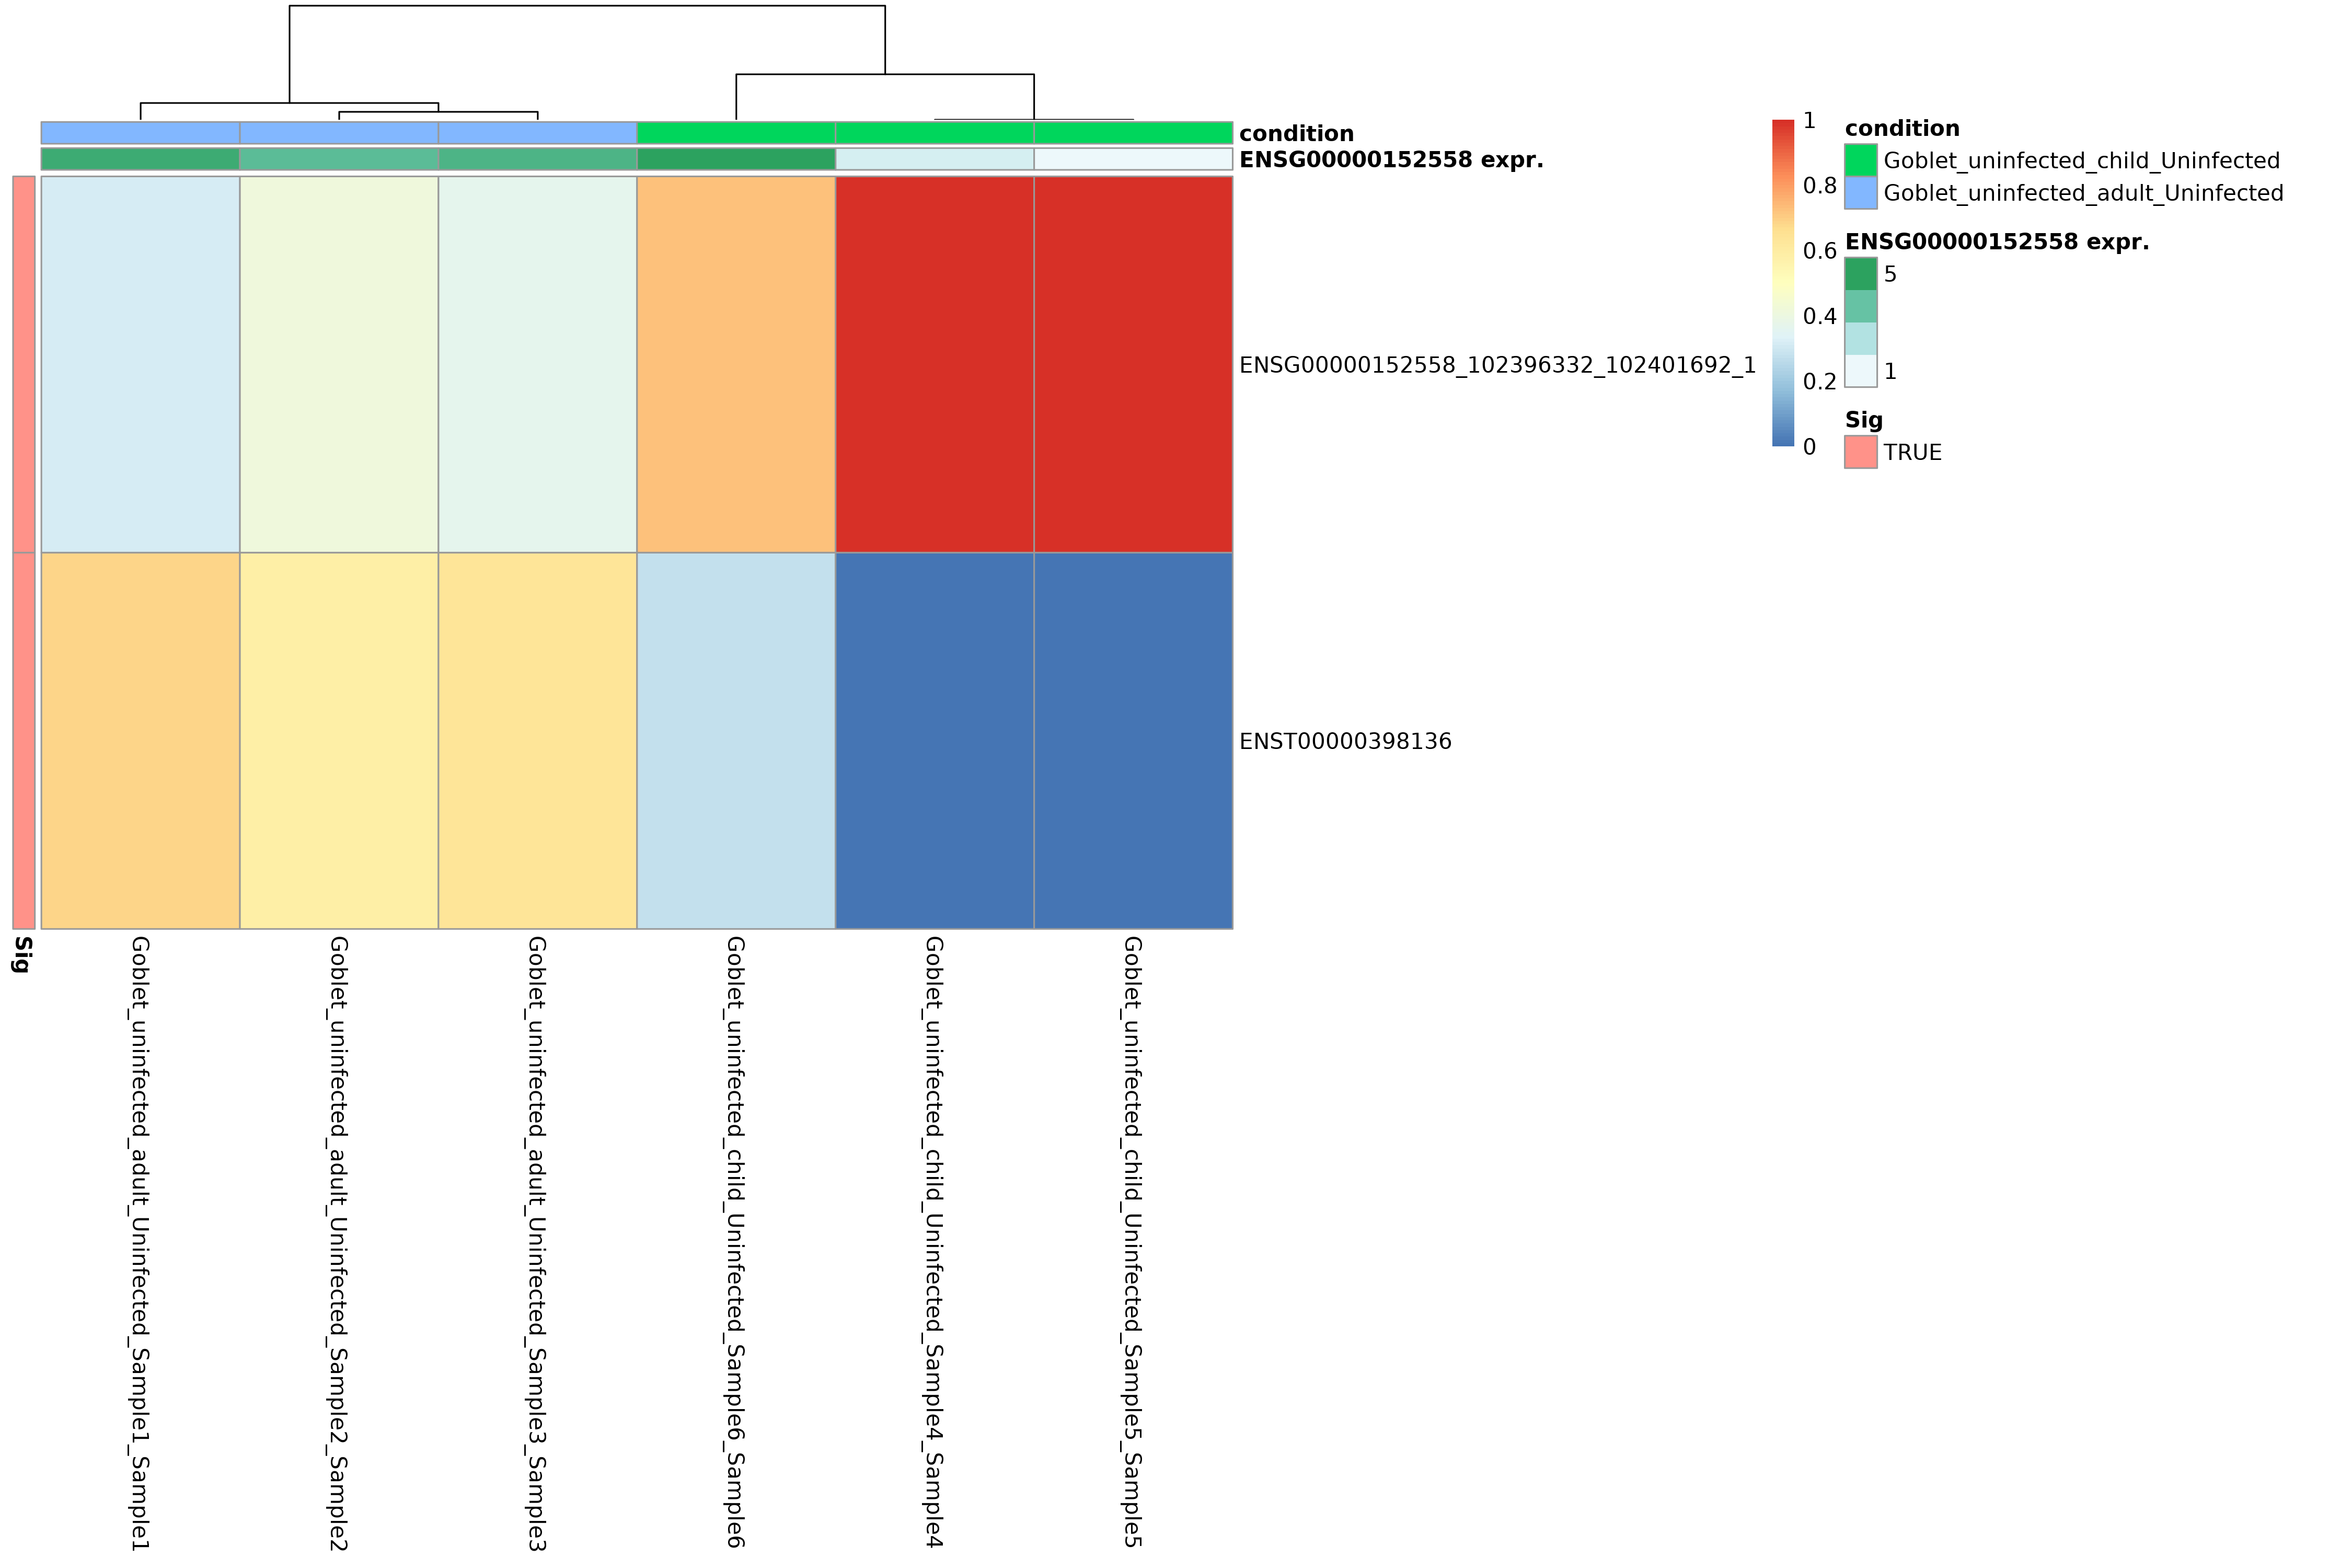 condition
ENSG00000152558 expr.
ENSG00000152558_102396332_102401692_1
ENST00000398136
Sig
Goblet_uninfected_adult_Uninfected_Sample1_Sample1
Goblet_uninfected_adult_Uninfected_Sample2_Sample2
Goblet_uninfected_adult_Uninfected_Sample3_Sample3
Goblet_uninfected_child_Uninfected_Sample6_Sample6
Goblet_uninfected_child_Uninfected_Sample4_Sample4
Goblet_uninfected_child_Uninfected_Sample5_Sample5
1
0.8
0.6
0.4
0.2
0
condition
Goblet_uninfected_child_Uninfected
Goblet_uninfected_adult_Uninfected
ENSG00000152558 expr.
5
1
Sig
TRUE